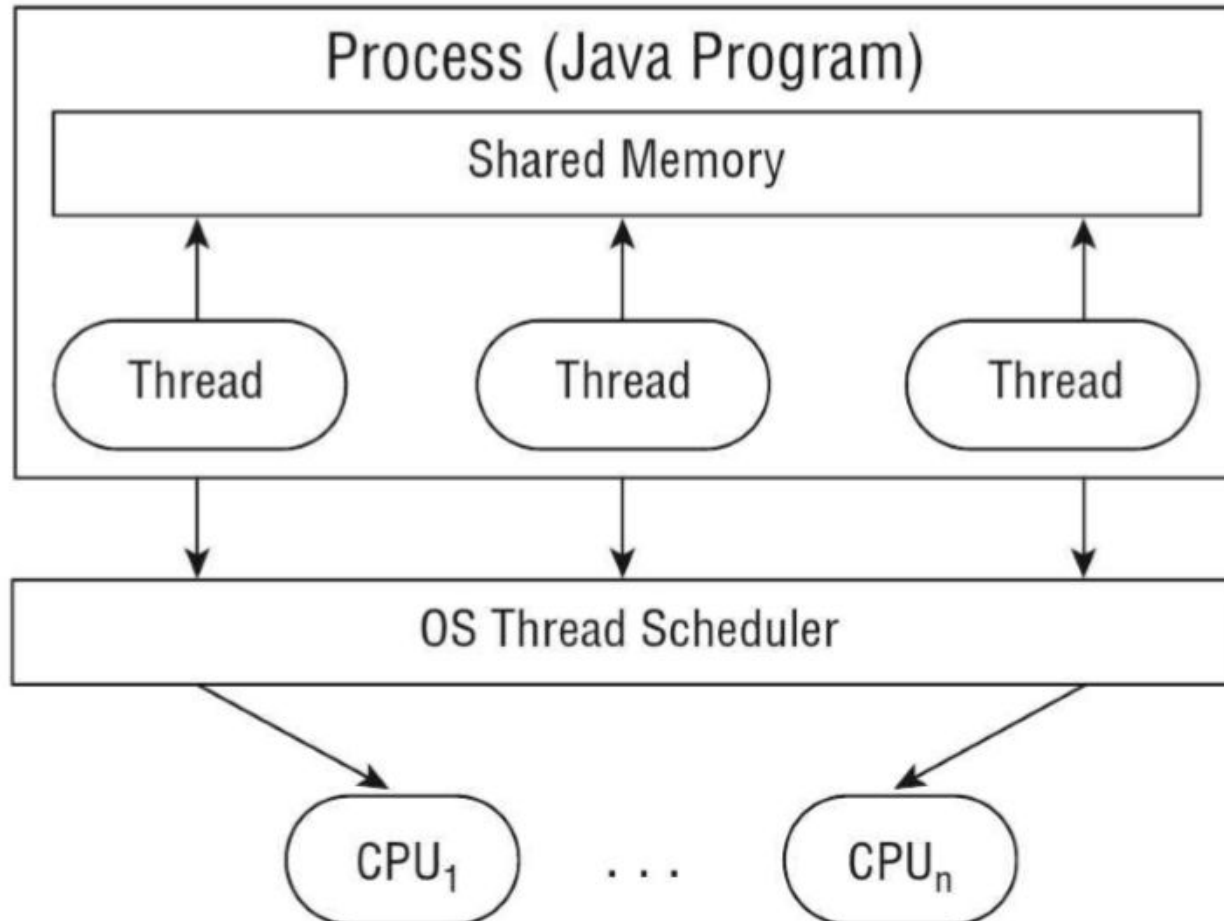 Process (Java Program)
Shared Memory
Thread
Thread
Thread
OS Thread Scheduler
CPU₁ . . . CPUₙ